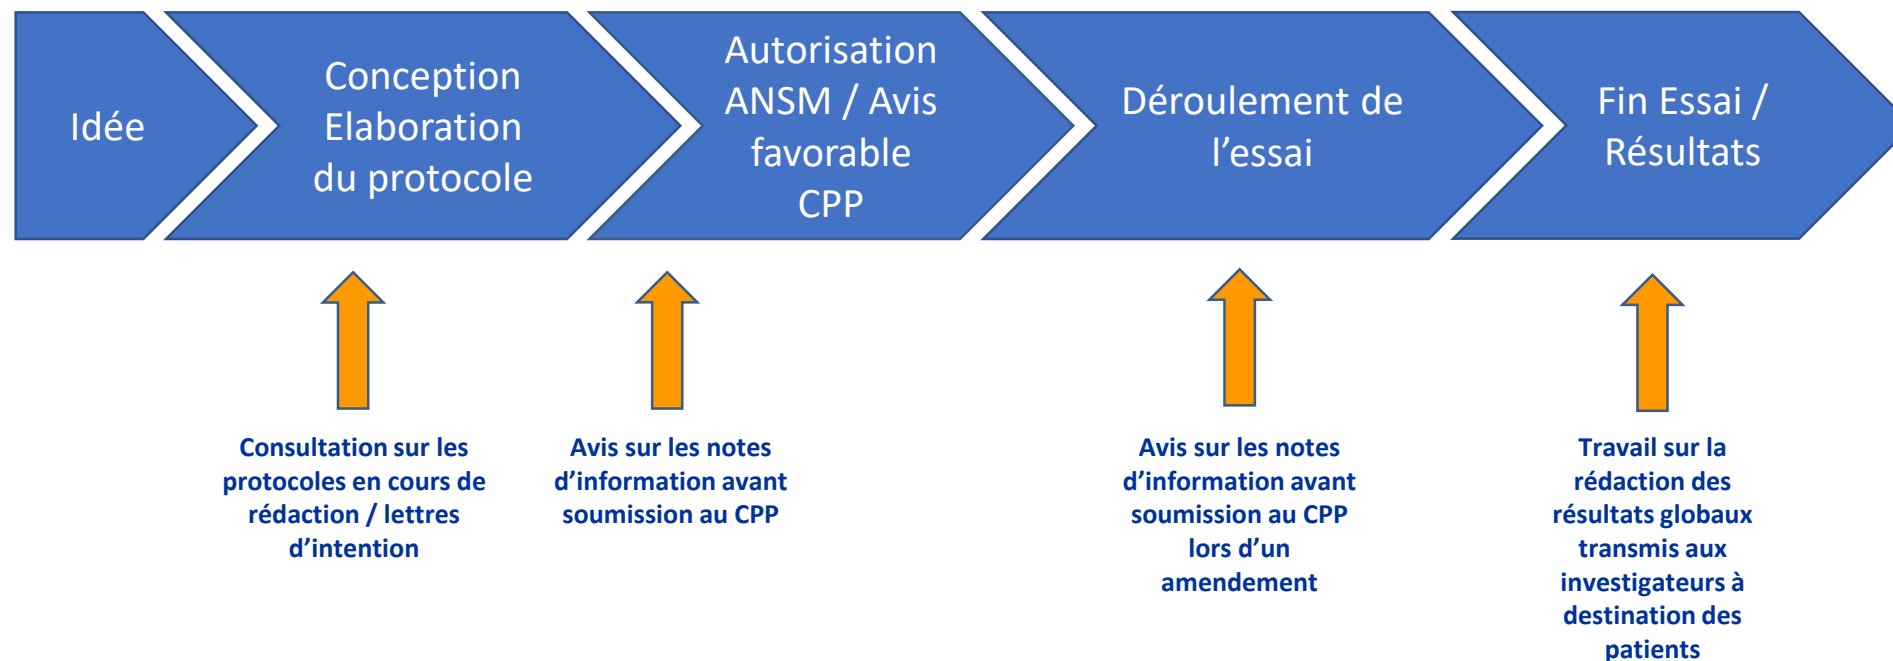 Idée
Conception
Elaboration
du protocole
Autorisation
ANSM / Avis
favorable
CPP
Déroulement de
l’essai
Fin Essai /
Résultats
Consultation sur les
protocoles en cours de
rédaction / lettres
d’intention
Avis sur les notes
d’information avant
soumission au CPP
Avis sur les notes
d’information avant
soumission au CPP
lors d’un
amendement
Travail sur la
rédaction des
résultats globaux
transmis aux
investigateurs à
destination des
patients